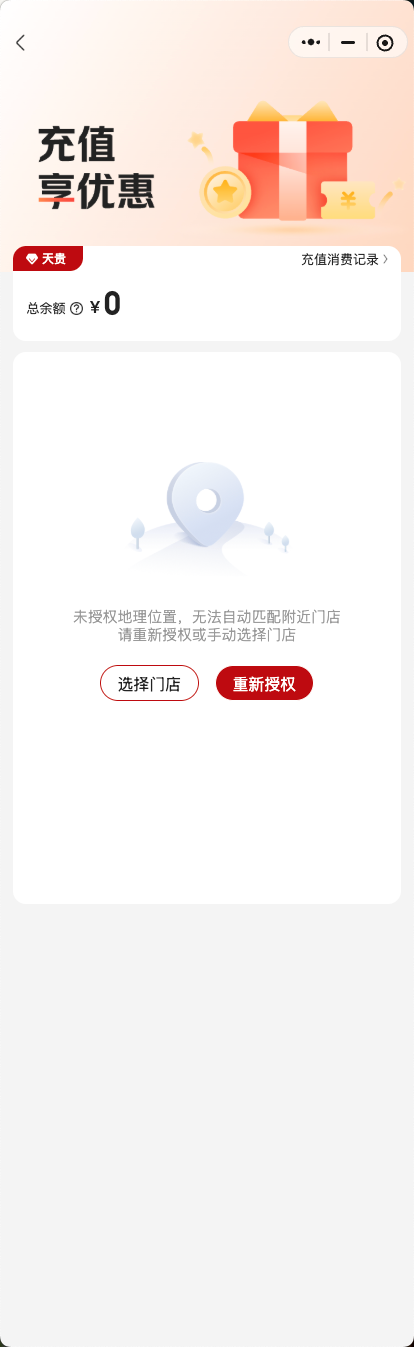 充值
享优惠
天贵
充值消费记录
总余额 ¥0
未授权地理位置，无法自动匹配附近门店
请重新授权或手动选择门店
选择门店
重新授权